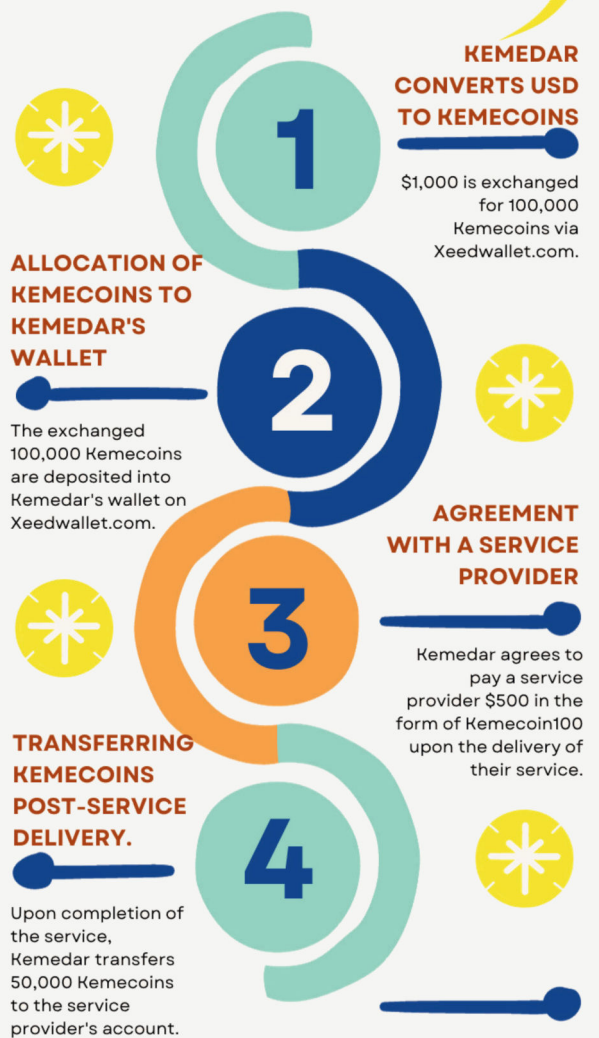 1
KEMEDAR
CONVERTS USD
TO KEMECOINS
$1,000 is exchanged
for 100,000
Kemecoins via
Xeedwallet.com.
2
ALLOCATION OF
KEMECOINS TO
KEMEDAR'S
WALLET
The exchanged
100,000 Kemecoins
are deposited into
Kemedar's wallet on
Xeedwallet.com.
3
AGREEMENT
WITH A SERVICE
PROVIDER
Kemedar agrees to
pay a service
provider $500 in the
form of Kemecoin100
upon the delivery of
their service.
4
TRANSFERRING
KEMECOINS
POST-SERVICE
DELIVERY.
Upon completion of
the service,
Kemedar transfers
50,000 Kemecoins
to the service
provider's account.